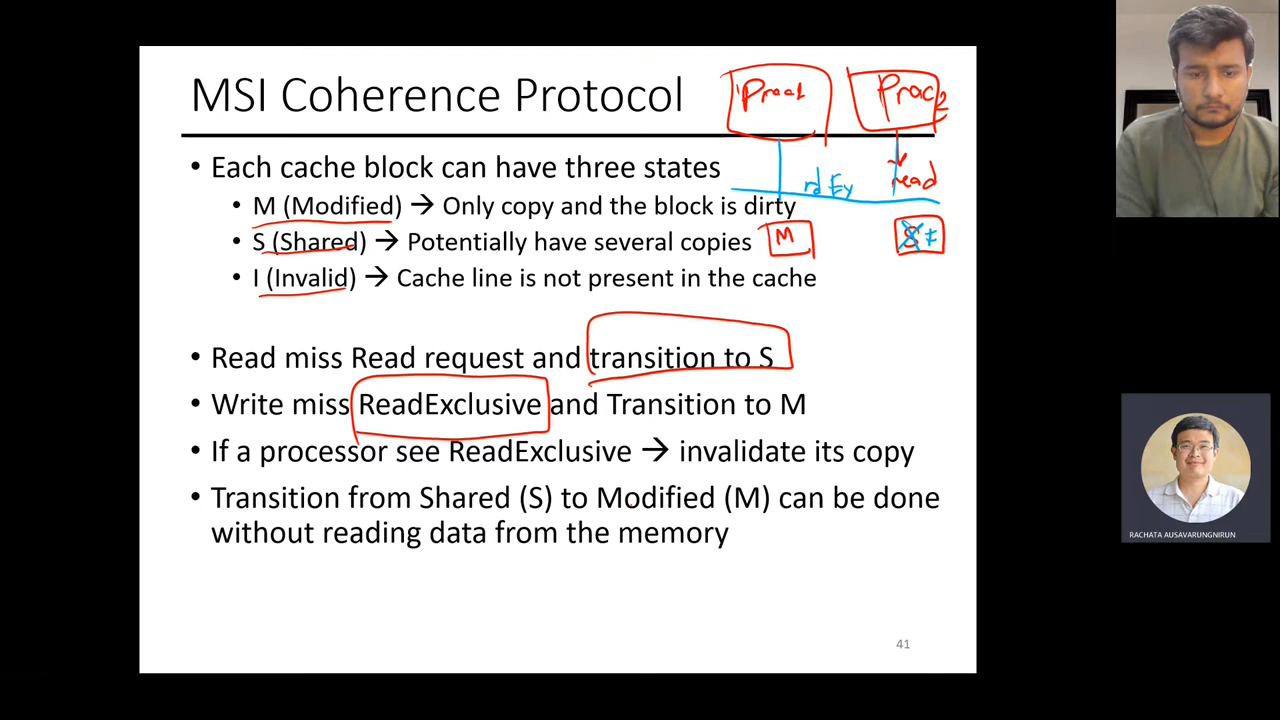 MSI Coherence Protocol
Proc1
Proc2
• Each cache block can have three states
read
rd Ex
• M (Modified) → Only copy and the block is dirty
• S (Shared) → Potentially have several copies
M
S I
• I (Invalid) → Cache line is not present in the cache
• Read miss Read request and transition to S
• Write miss ReadExclusive and Transition to M
• If a processor see ReadExclusive → invalidate its copy
• Transition from Shared (S) to Modified (M) can be done
without reading data from the memory
41
RACHATA AUSAVARUNGNIRUN